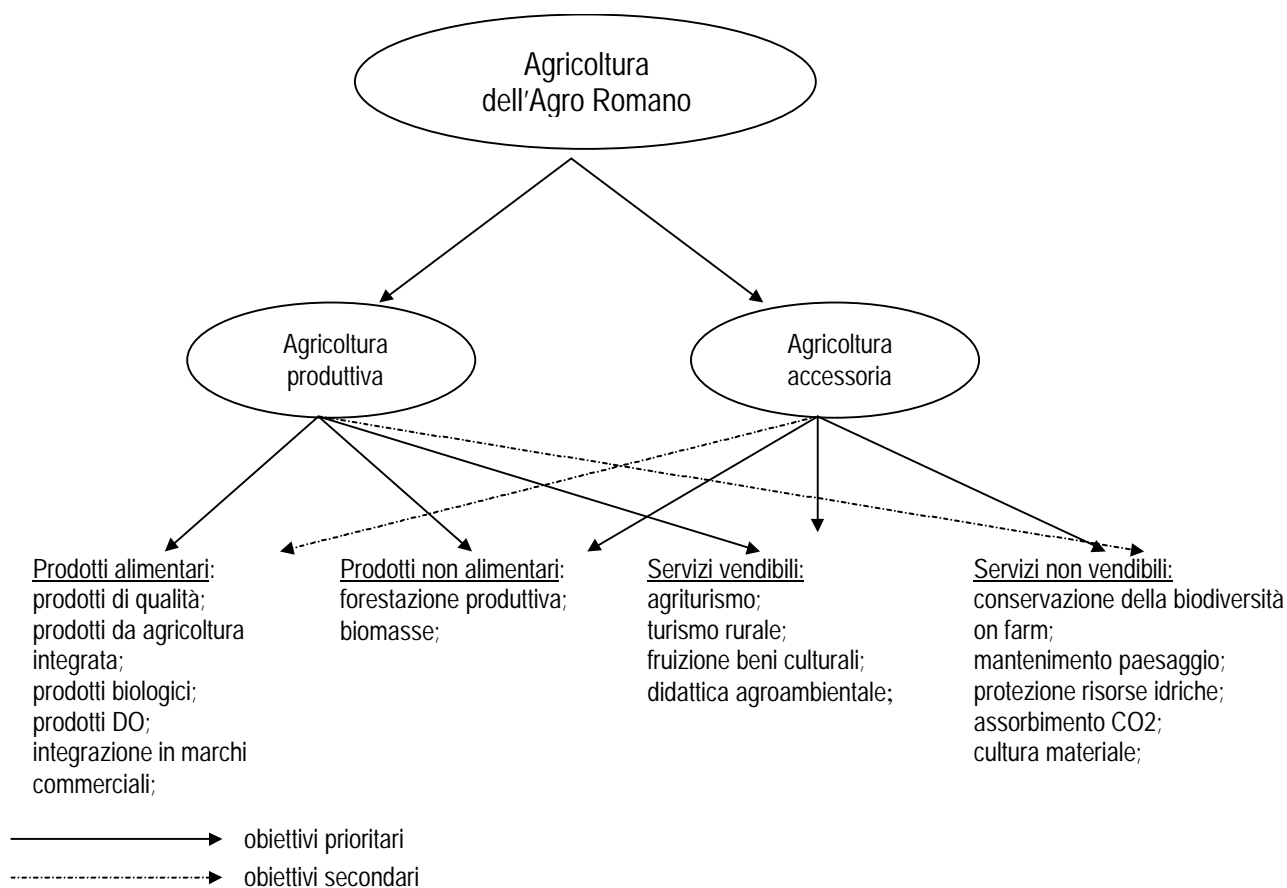 Agricoltura
dell'Agro Romano
Agricoltura
produttiva
Agricoltura
accessoria
Prodotti alimentari:
prodotti di qualità;
prodotti da agricoltura
integrata;
prodotti biologici;
prodotti DO;
integrazione in marchi
commerciali;
Prodotti non alimentari:
forestazione produttiva;
biomasse;
Servizi vendibili:
agriturismo;
turismo rurale;
fruizione beni culturali;
didattica agroambientale;
Servizi non vendibili:
conservazione della biodiversità
on farm;
mantenimento paesaggio;
protezione risorse idriche;
assorbimento CO2;
cultura materiale;
obiettivi prioritari
obiettivi secondari